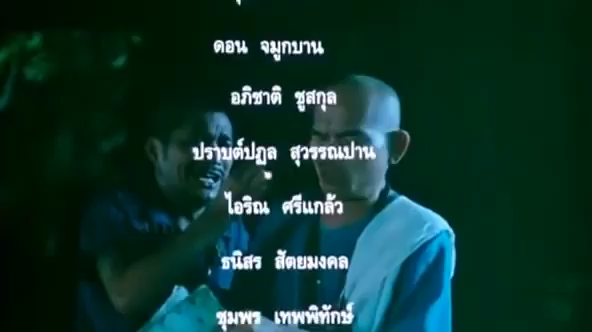 ดอน จมูกบาน
อภิชาติ ชูสกุล
ปราบต์ปฎล สุวรรณปาน
ไอริณ ศรีแกล้ว
ธนิสร สัตยมงคล
ชุมพร เทพพิทักษ์